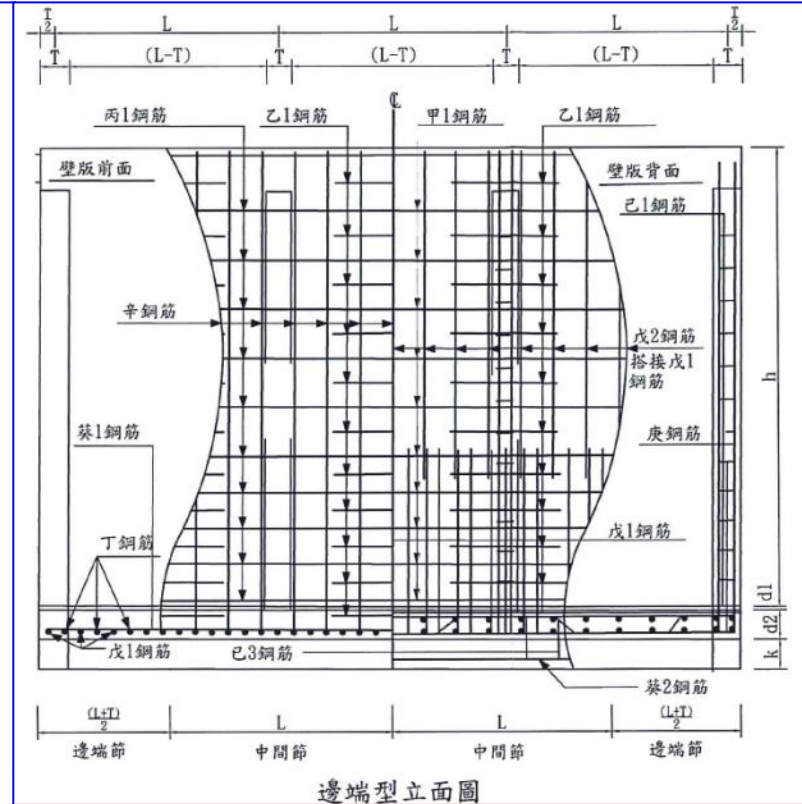 T/2 L L L T/2
T (L-T) T (L-T) T (L-T) T
℄
丙1鋼筋 乙1鋼筋 甲1鋼筋 乙1鋼筋
壁版前面 壁版背面
己1鋼筋
辛鋼筋 戊2鋼筋
搭接戊1
鋼筋
h
葵1鋼筋 庚鋼筋
丁鋼筋 戊1鋼筋
d1
d2
戊1鋼筋 已3鋼筋 k
葵2鋼筋
(L+T)/2 L L (L+T)/2
邊端節 中間節 中間節 邊端節
邊端型立面圖